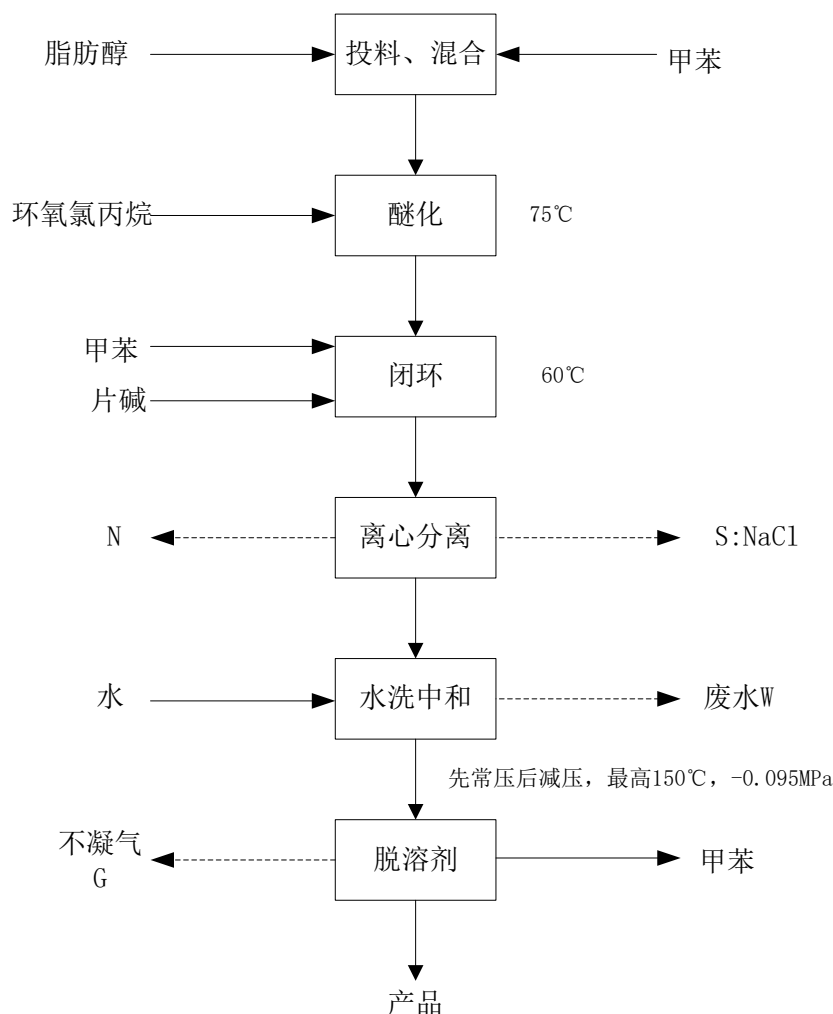 脂肪醇
投料、混合
甲苯
环氧氯丙烷
醚化
75℃
甲苯
片碱
闭环
60℃
N
离心分离
S:NaCl
水
水洗中和
废水W
先常压后减压，最高150℃，-0.095MPa
不凝气
G
脱溶剂
甲苯
产品